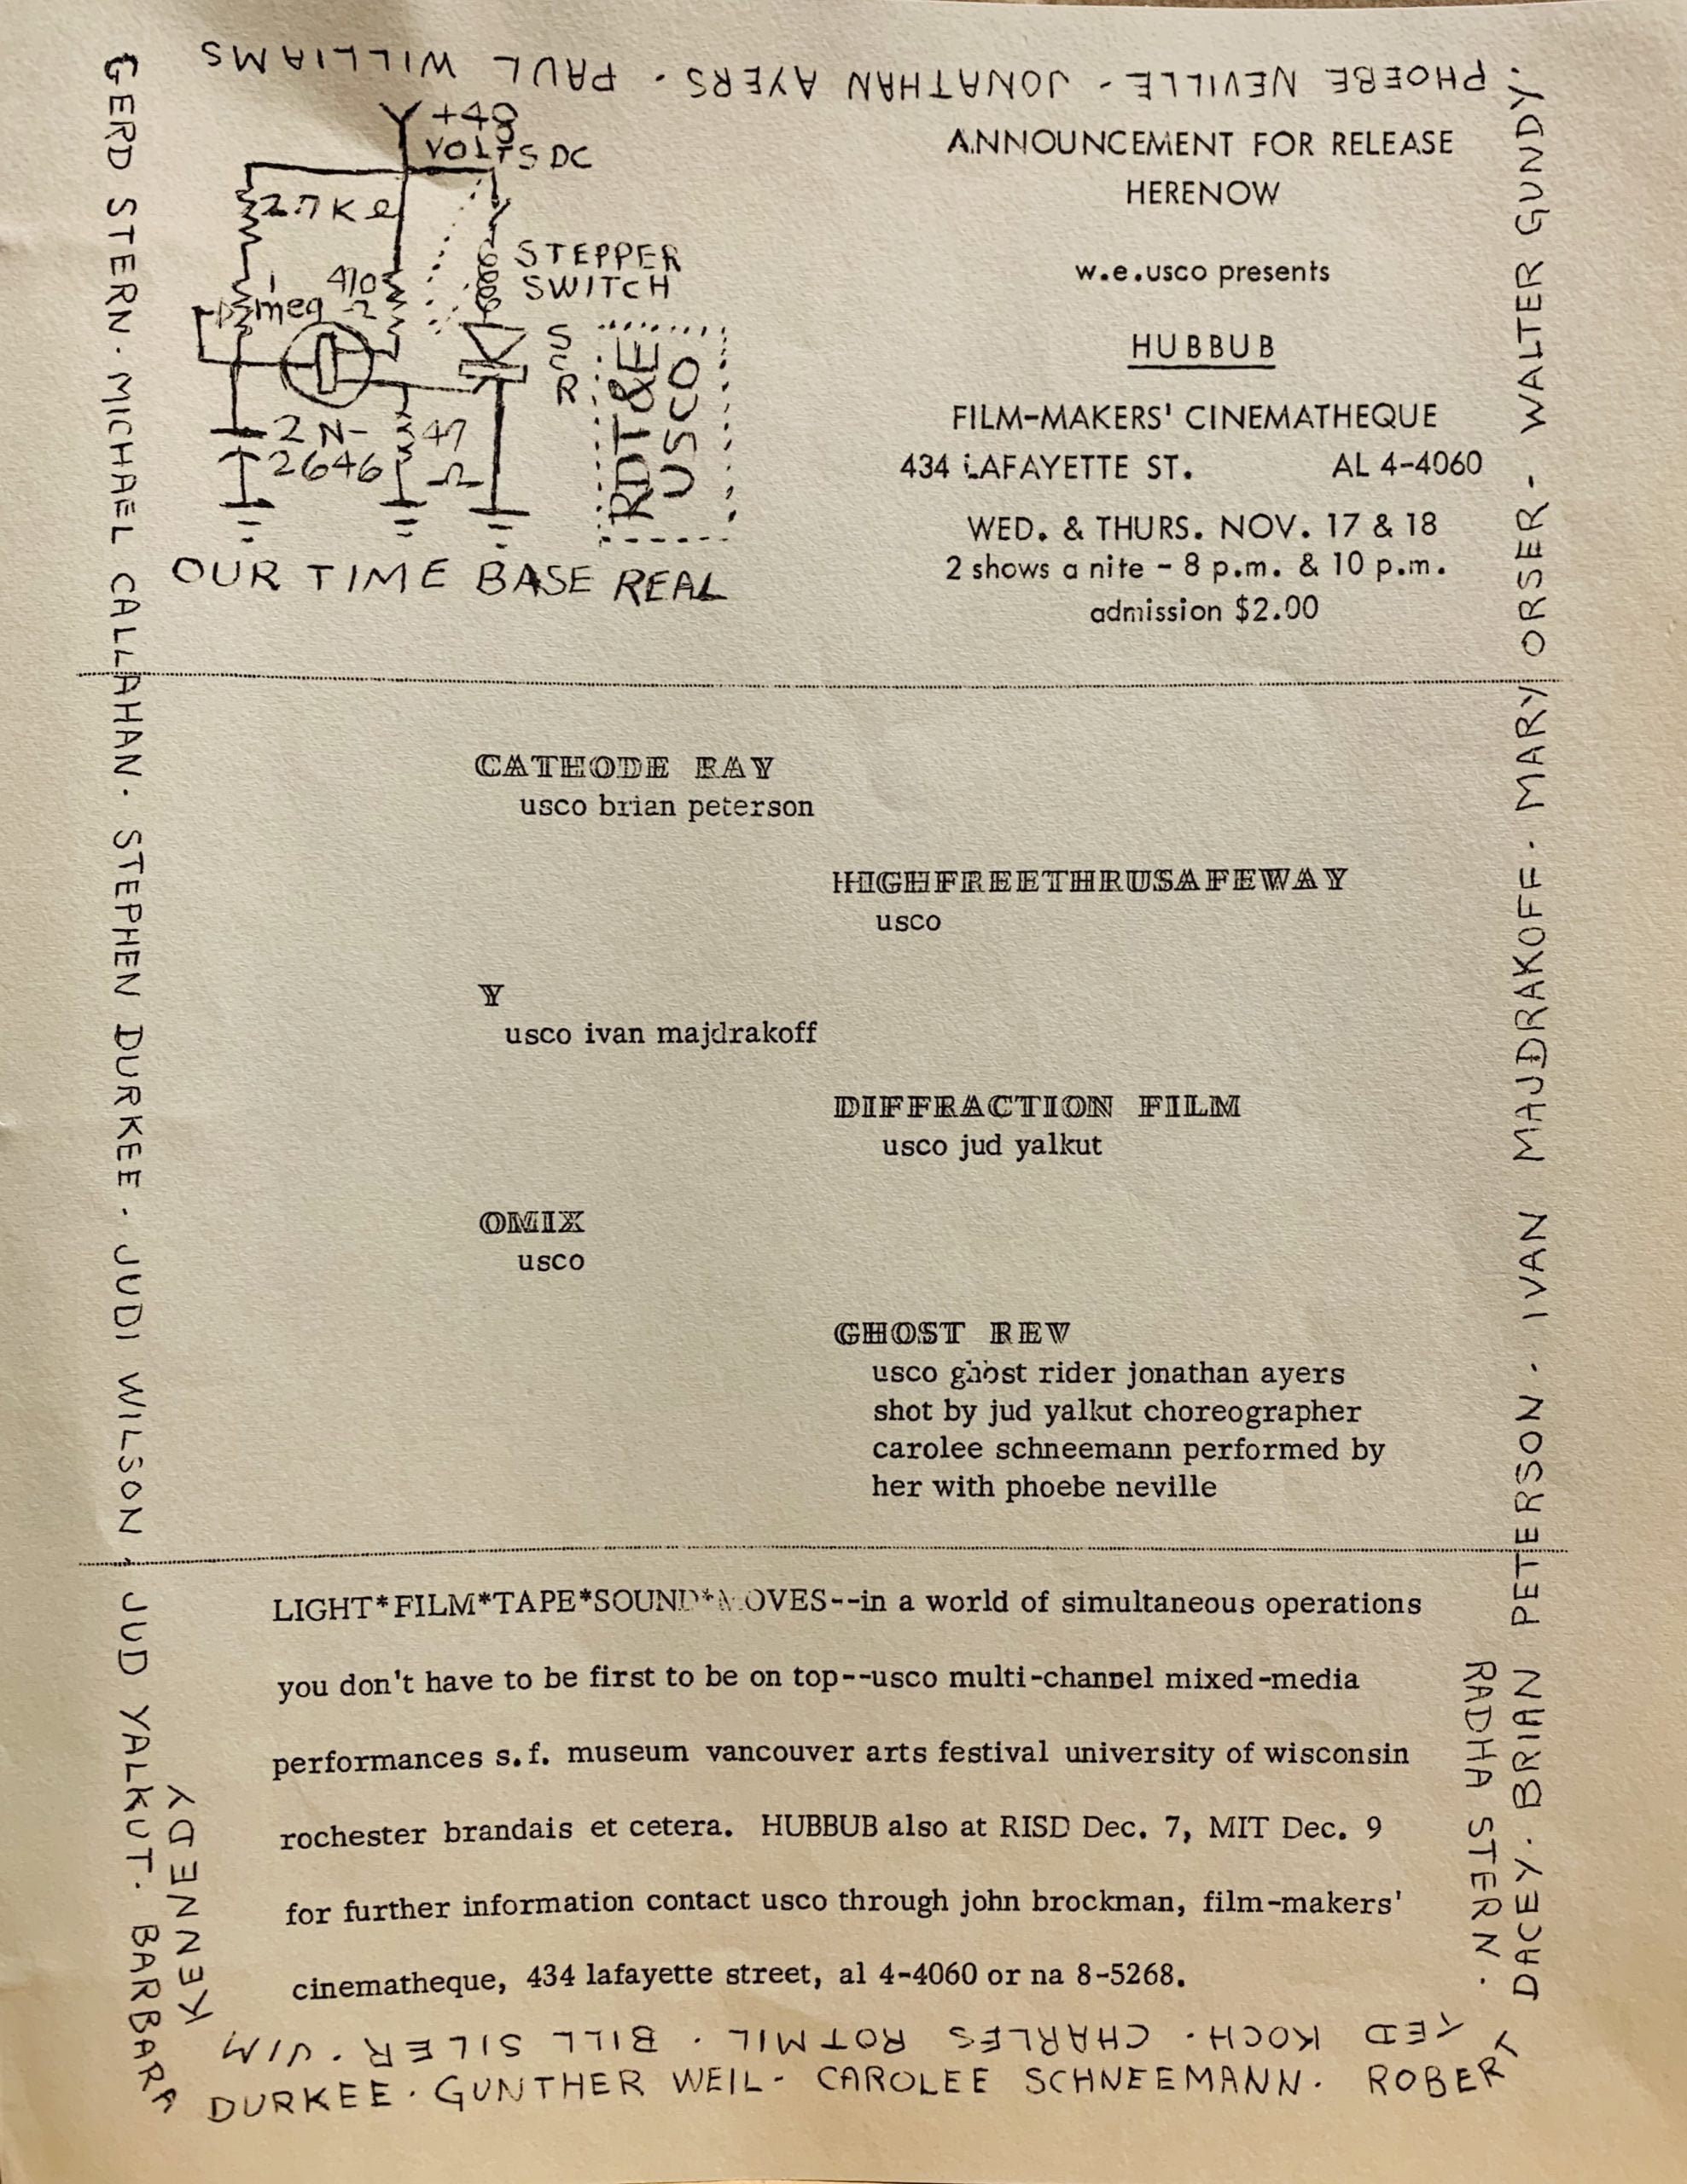 PHOEBE NEVILLE - JONATHAN AYERS . PAUL WILLIAMS
GERD STERN . MICHAEL CALLAHAN . STEPHEN DURKEE . JUDI WILSON . JUD YALKUT . BARBARA
DURKEE . GUNTHER WEIL - CAROLEE SCHNEEMANN . ROBERT
DACEY . BRIAN PETERSON . IVAN MAJDRAKOFF . MARY ORSER - WALTER GUNDY .
RADHA STERN .
TED KOCH . CHARLES ROTMIL . BILL SILER . JIM
KENNEDY
+48
VOLTS DC
2.7K Ω
1
meg
470
Ω
STEPPER
SWITCH
SCR
2N-
2646
47
Ω
RDT&E
USCO
OUR TIME BASE REAL
ANNOUNCEMENT FOR RELEASE
HERENOW
w.e.usco presents
HUBBUB
FILM-MAKERS' CINEMATHEQUE
434 LAFAYETTE ST. AL 4-4060
WED. & THURS. NOV. 17 & 18
2 shows a nite - 8 p.m. & 10 p.m.
admission $2.00
CATHODE RAY
usco brian peterson
HIGHFREETHRUSAFEWAY
usco
Y
usco ivan majdrakoff
DIFFRACTION FILM
usco jud yalkut
OMIX
usco
GHOST REV
usco ghost rider jonathan ayers
shot by jud yalkut choreographer
carolee schneemann performed by
her with phoebe neville
LIGHT*FILM*TAPE*SOUND*MOVES--in a world of simultaneous operations
you don't have to be first to be on top--usco multi-channel mixed-media
performances s.f. museum vancouver arts festival university of wisconsin
rochester brandais et cetera. HUBBUB also at RISD Dec. 7, MIT Dec. 9
for further information contact usco through john brockman, film-makers'
cinematheque, 434 lafayette street, al 4-4060 or na 8-5268.